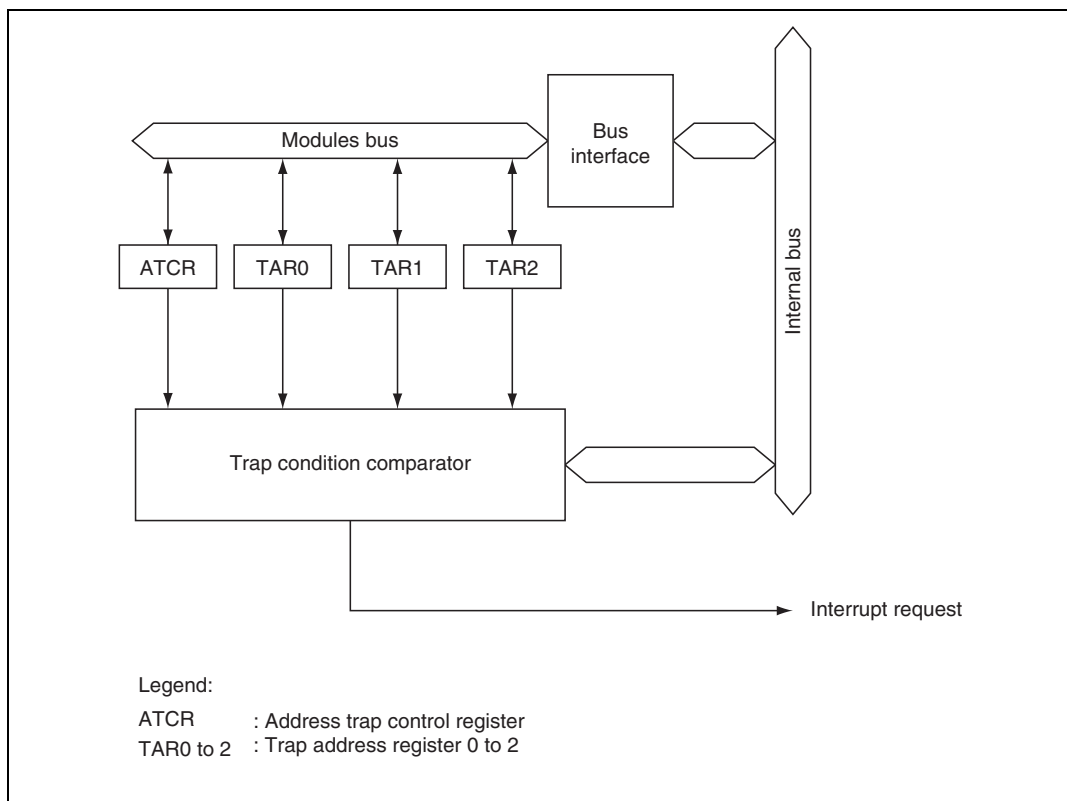 Modules bus
Bus
interface
Internal bus
ATCR
TAR0
TAR1
TAR2
Trap condition comparator
Interrupt request
Legend:
ATCR : Address trap control register
TAR0 to 2 : Trap address register 0 to 2